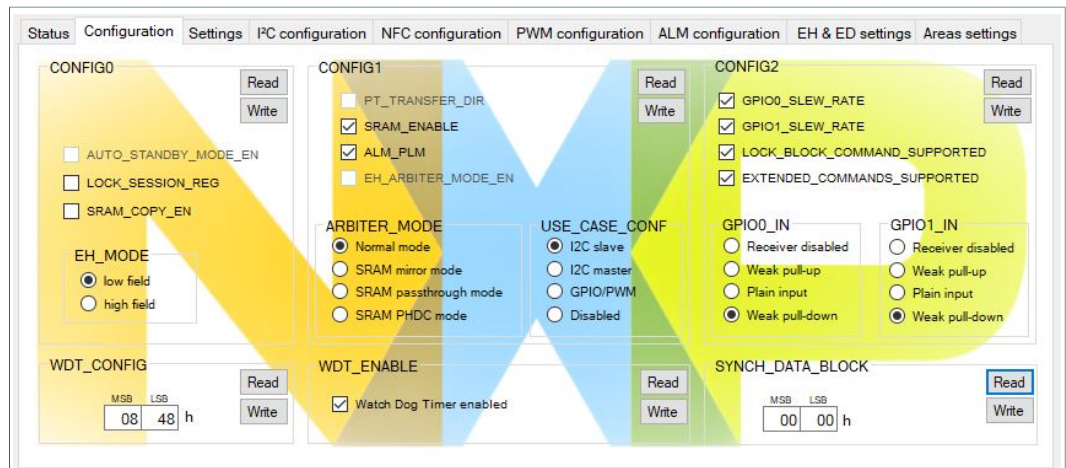 Status Configuration Settings I²C configuration NFC configuration PWM configuration ALM configuration EH & ED settings Areas settings
CONFIG0
Read
Write
AUTO_STANDBY_MODE_EN
LOCK_SESSION_REG
SRAM_COPY_EN
EH_MODE
low field
high field
CONFIG1
Read
Write
PT_TRANSFER_DIR
SRAM_ENABLE
ALM_PLM
EH_ARBITER_MODE_EN
ARBITER_MODE
Normal mode
SRAM mirror mode
SRAM passthrough mode
SRAM PHDC mode
USE_CASE_CONF
I2C slave
I2C master
GPIO/PWM
Disabled
CONFIG2
Read
Write
GPIO0_SLEW_RATE
GPIO1_SLEW_RATE
LOCK_BLOCK_COMMAND_SUPPORTED
EXTENDED_COMMANDS_SUPPORTED
GPIO0_IN
Receiver disabled
Weak pull-up
Plain input
Weak pull-down
GPIO1_IN
Receiver disabled
Weak pull-up
Plain input
Weak pull-down
WDT_CONFIG
Read
Write
MSB LSB
08 48 h
WDT_ENABLE
Read
Write
Watch Dog Timer enabled
SYNCH_DATA_BLOCK
Read
Write
MSB LSB
00 00 h
NXP